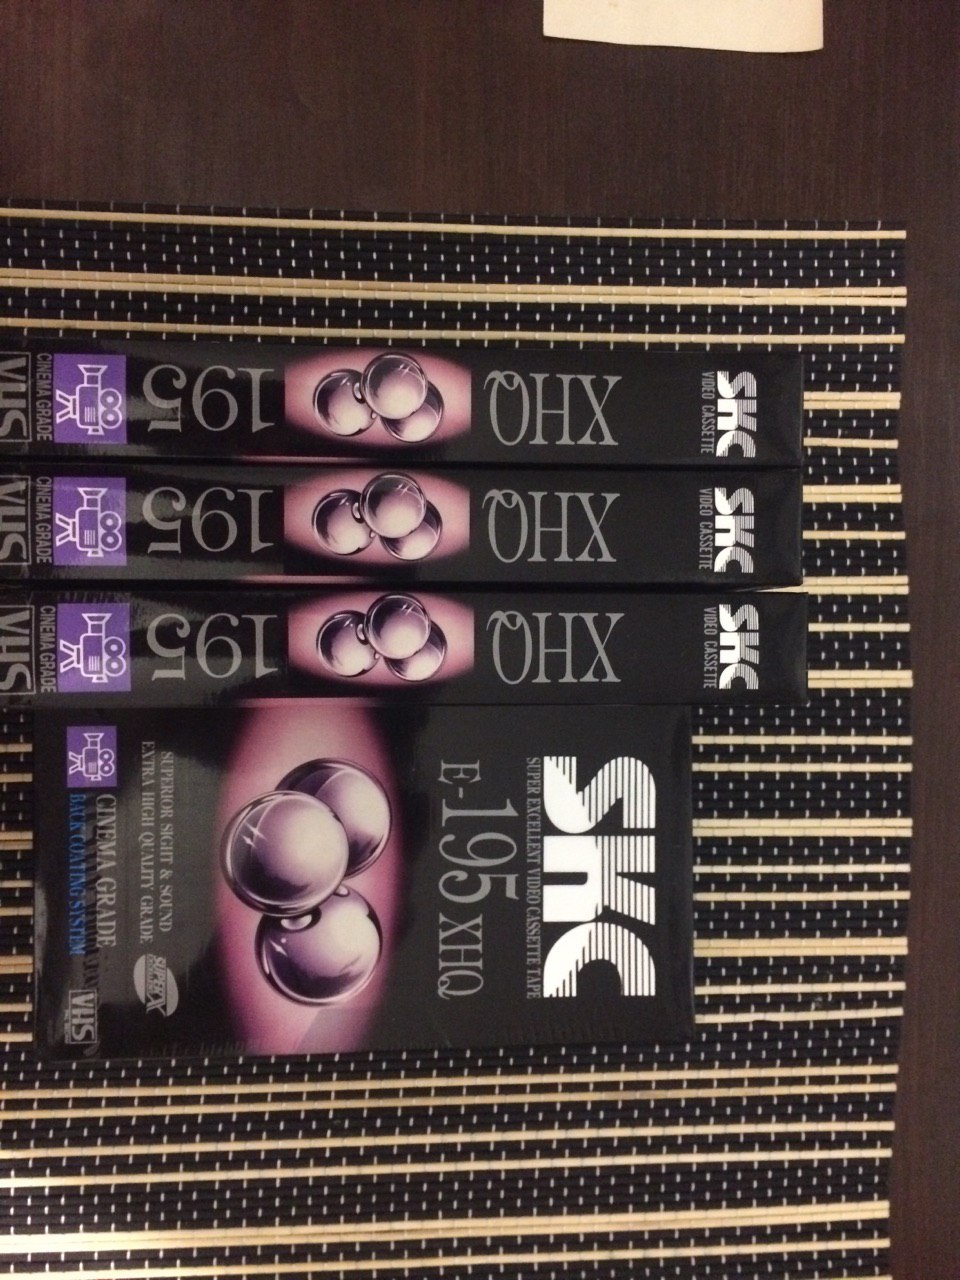 SKC
VIDEO CASSETTE
XHQ
195
CINEMA GRADE
VHS
SKC
VIDEO CASSETTE
XHQ
195
CINEMA GRADE
VHS
SKC
VIDEO CASSETTE
XHQ
195
CINEMA GRADE
VHS
SKC
SUPER EXCELLENT VIDEO CASSETTE TAPE
E-195 XHQ
SUPERIOR SIGHT & SOUND
EXTRA HIGH QUALITY GRADE
CINEMA GRADE
BACK COATING SYSTEM
VHS